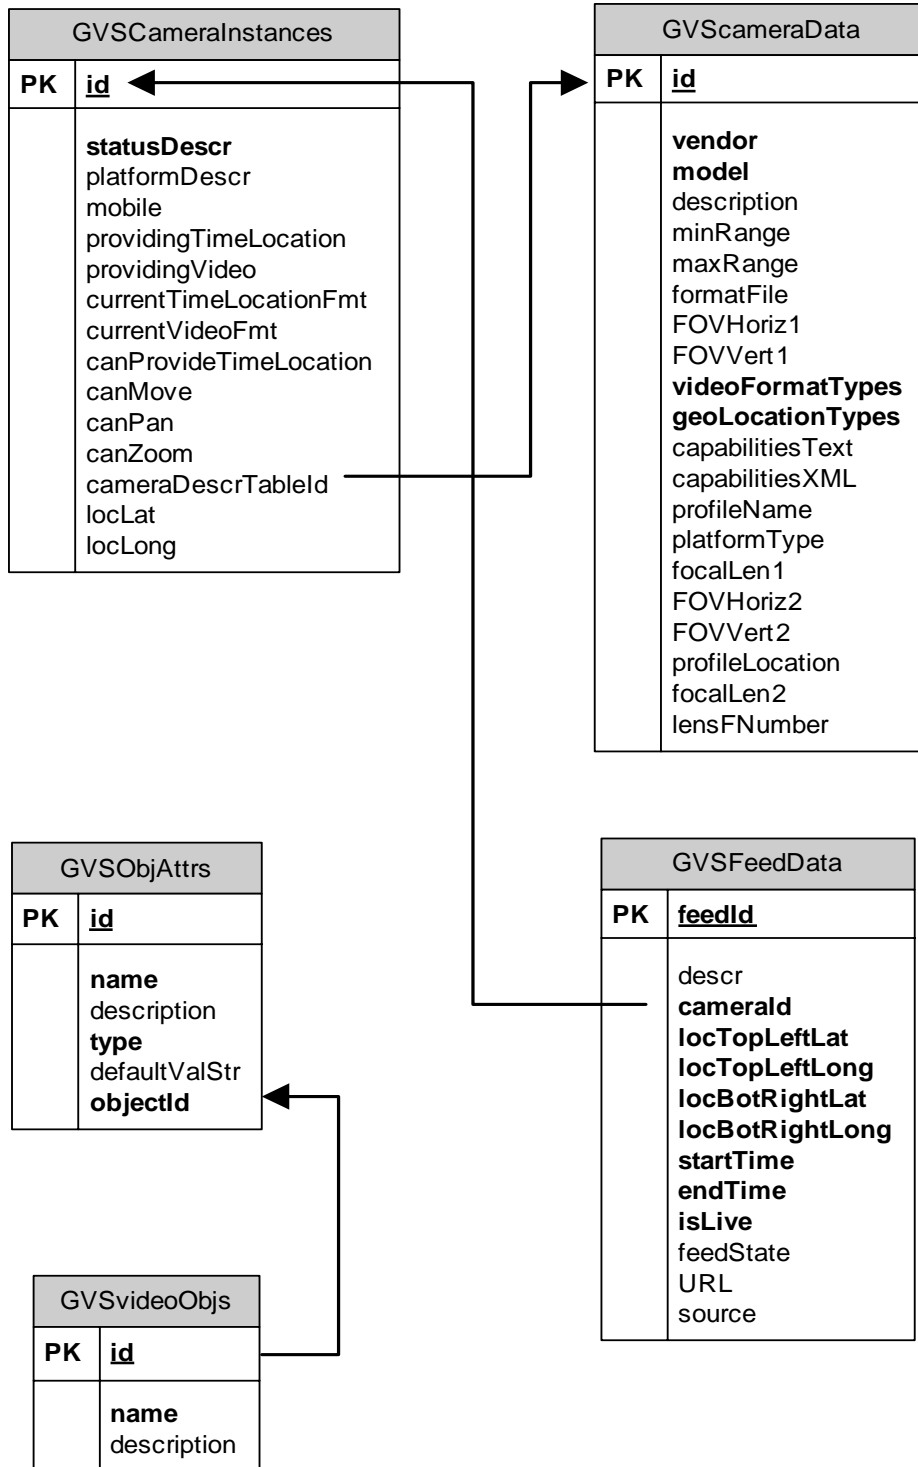 GVSCameraInstances
PK id
statusDescr
platformDescr
mobile
providingTimeLocation
providingVideo
currentTimeLocationFmt
currentVideoFmt
canProvideTimeLocation
canMove
canPan
canZoom
cameraDescrTableId
locLat
locLong
GVScameraData
PK id
vendor
model
description
minRange
maxRange
formatFile
FOVHoriz1
FOVVert1
videoFormatTypes
geoLocationTypes
capabilitiesText
capabilitiesXML
profileName
platformType
focalLen1
FOVHoriz2
FOVVert2
profileLocation
focalLen2
lensFNumber
GVSObjAttrs
PK id
name
description
type
defaultValStr
objectId
GVSFeedData
PK feedId
descr
cameraId
locTopLeftLat
locTopLeftLong
locBotRightLat
locBotRightLong
startTime
endTime
isLive
feedState
URL
source
GVSvideoObjs
PK id
name
description